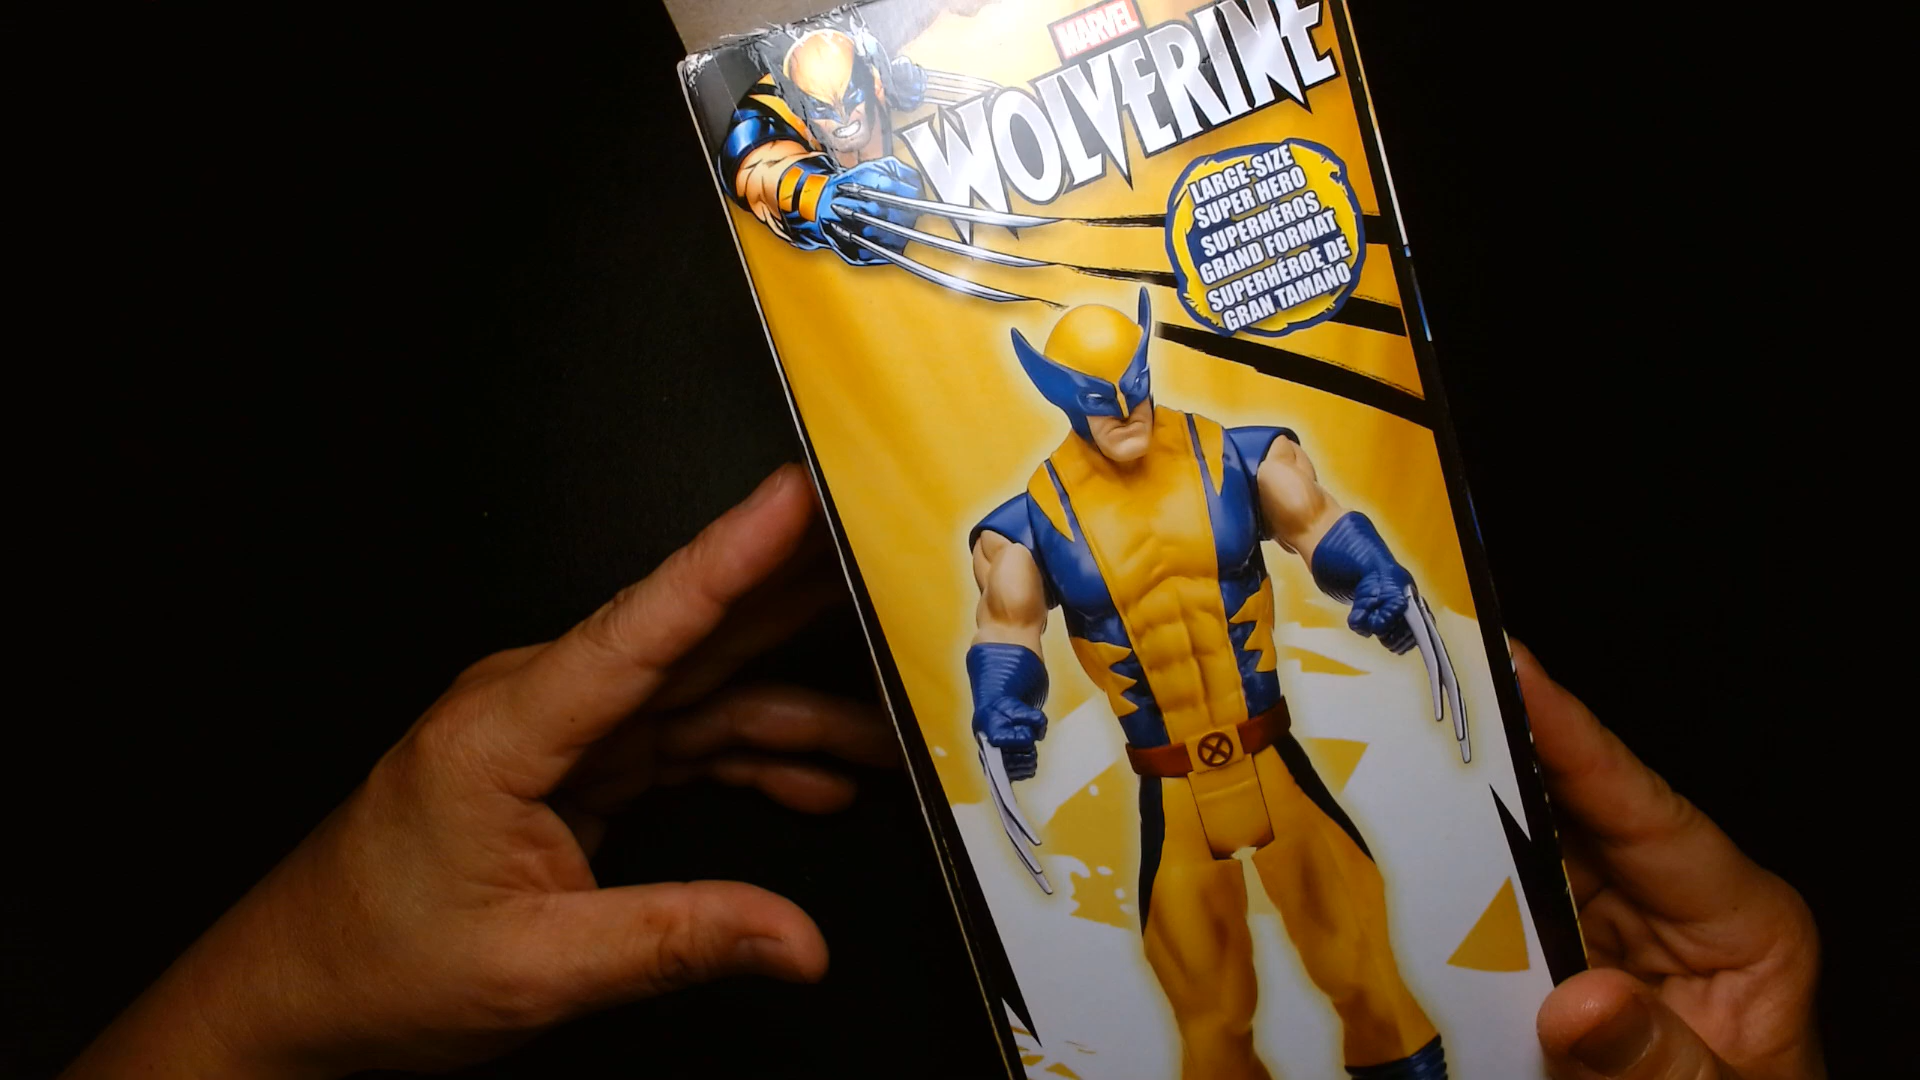 MARVEL
WOLVERINE
LARGE-SIZE
SUPER HERO
SUPERHÉROS
GRAND FORMAT
SUPERHÉROE DE
GRAN TAMAÑO